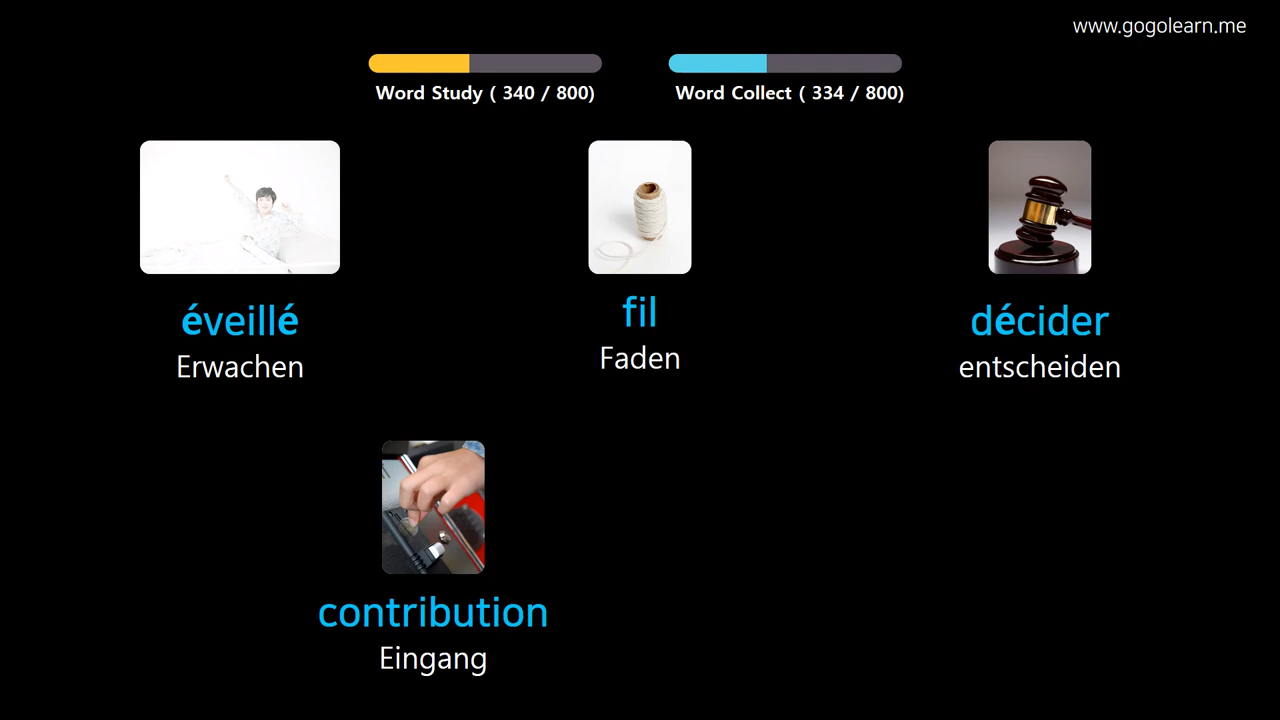 www.gogolearn.me
Word Study ( 340 / 800)
Word Collect ( 334 / 800)
éveillé
Erwachen
fil
Faden
décider
entscheiden
contribution
Eingang